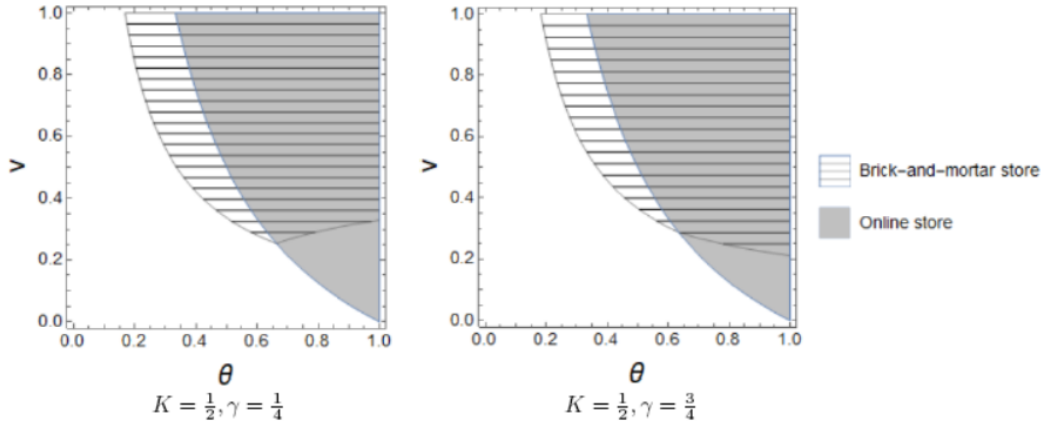 1.0
0.8
0.6
0.4
0.2
0.0
v
0.0 0.2 0.4 0.6 0.8 1.0
θ
K = 1/2, γ = 1/4
1.0
0.8
0.6
0.4
0.2
0.0
v
0.0 0.2 0.4 0.6 0.8 1.0
θ
K = 1/2, γ = 3/4
Brick-and-mortar store
Online store